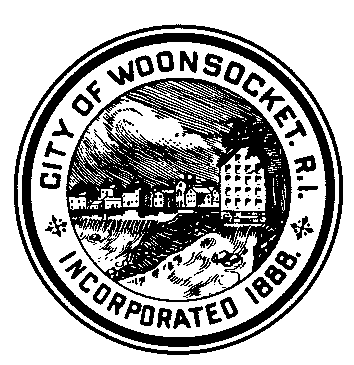 CITY OF WOONSOCKET, R.I.
INCORPORATED 1888.